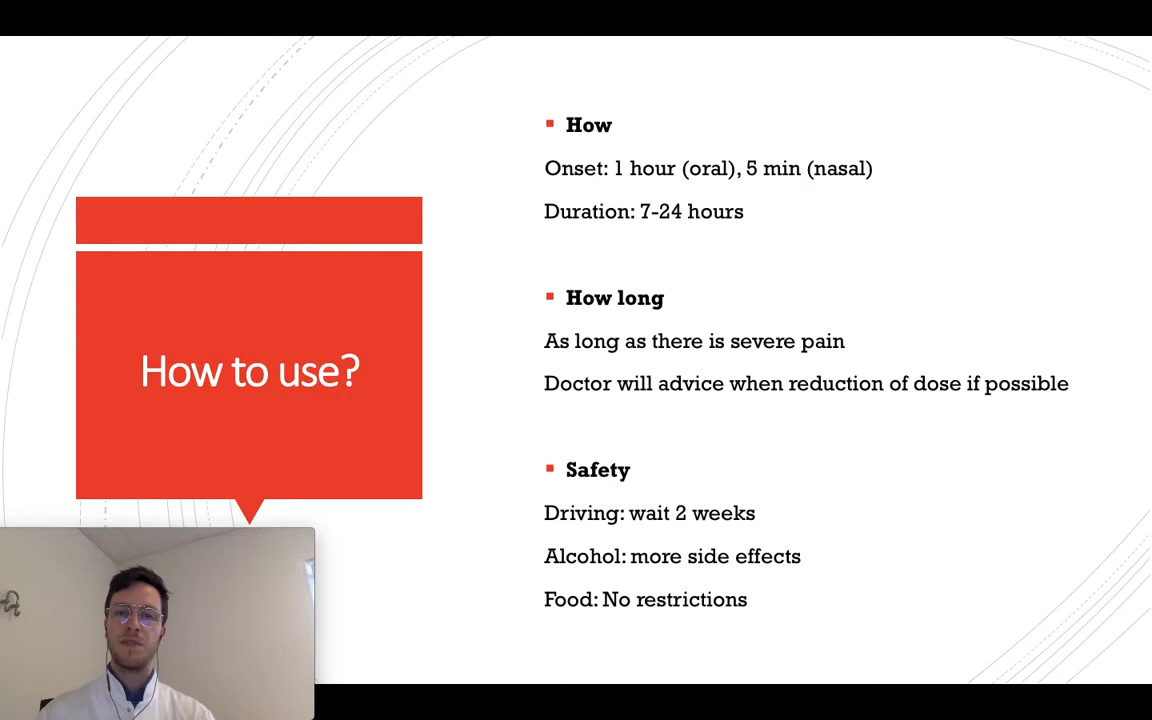 How to use?
How
Onset: 1 hour (oral), 5 min (nasal)
Duration: 7-24 hours
How long
As long as there is severe pain
Doctor will advice when reduction of dose if possible
Safety
Driving: wait 2 weeks
Alcohol: more side effects
Food: No restrictions